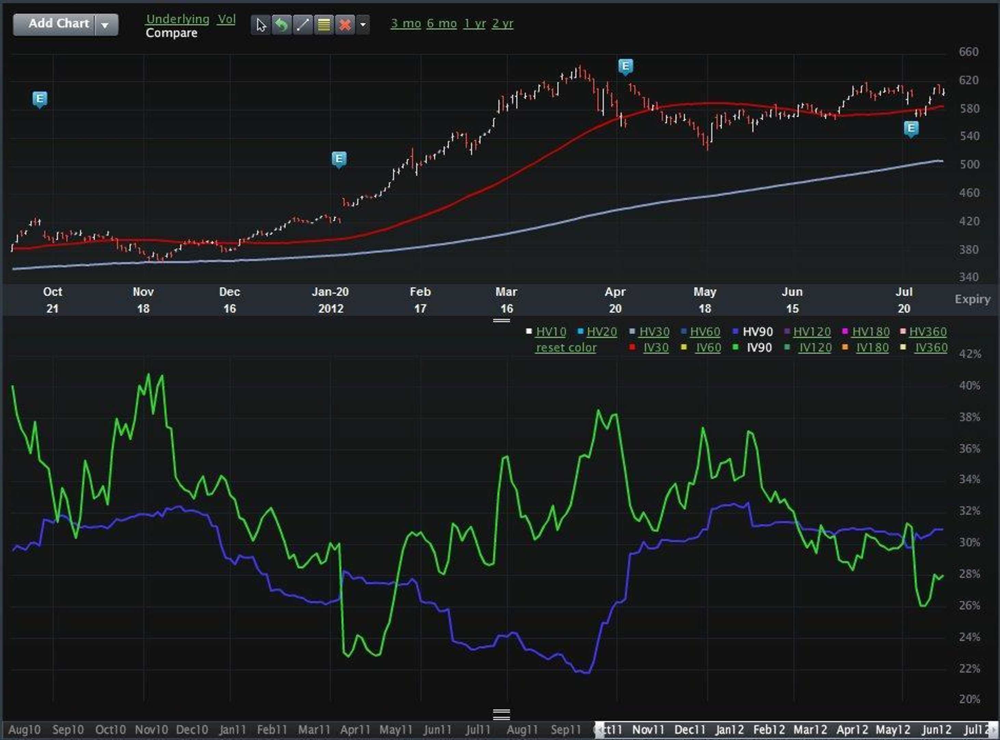 Add Chart
Underlying Vol
Compare
3 mo 6 mo 1 yr 2 yr
660
E
620
E
580
E
540
E
500
460
420
380
340
Oct Nov Dec Jan-20 Feb Mar Apr May Jun Jul
21 18 16 2012 17 16 20 18 15 20
Expiry
HV10 HV20 HV30 HV60 HV90 HV120 HV180 HV360
reset color IV30 IV60 IV90 IV120 IV180 IV360
42%
40%
38%
36%
34%
32%
30%
28%
26%
24%
22%
20%
Aug10 Sep10 Oct10 Nov10 Dec10 Jan11 Feb11 Mar11 Apr11 May11 Jun11 Jul11 Aug11 Sep11 ct11 Nov11 Dec11 Jan12 Feb12 Mar12 Apr12 May12 Jun12 Jul12